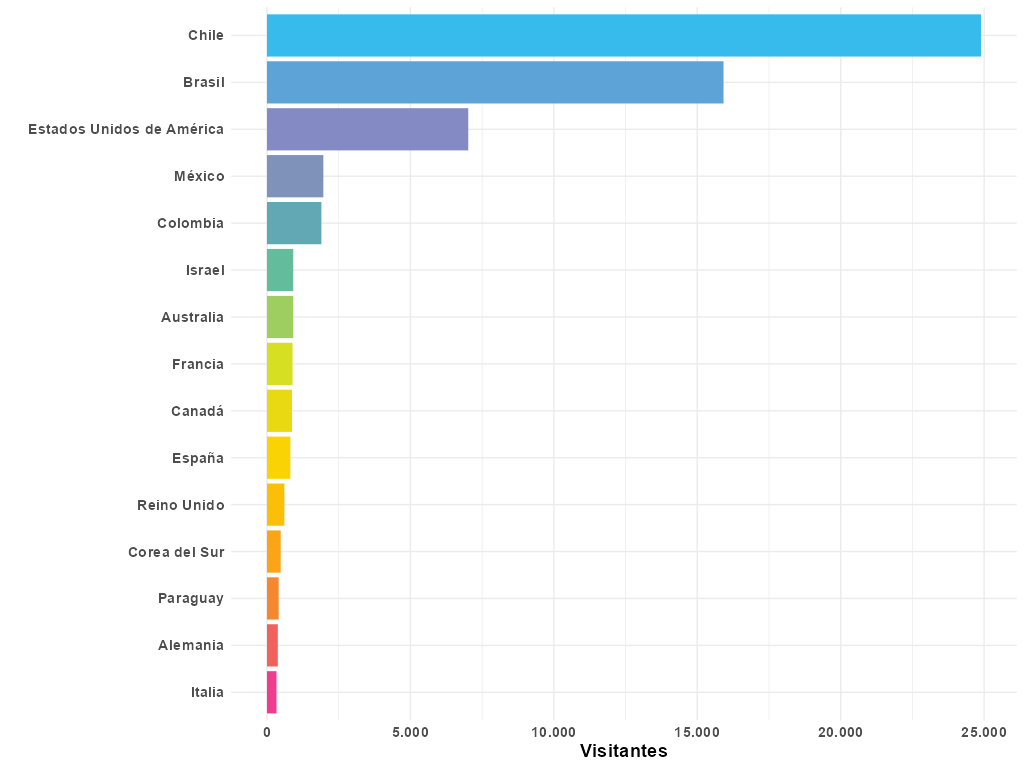 Chile
Brasil
Estados Unidos de América
México
Colombia
Israel
Australia
Francia
Canadá
España
Reino Unido
Corea del Sur
Paraguay
Alemania
Italia
0 5.000 10.000 15.000 20.000 25.000
Visitantes